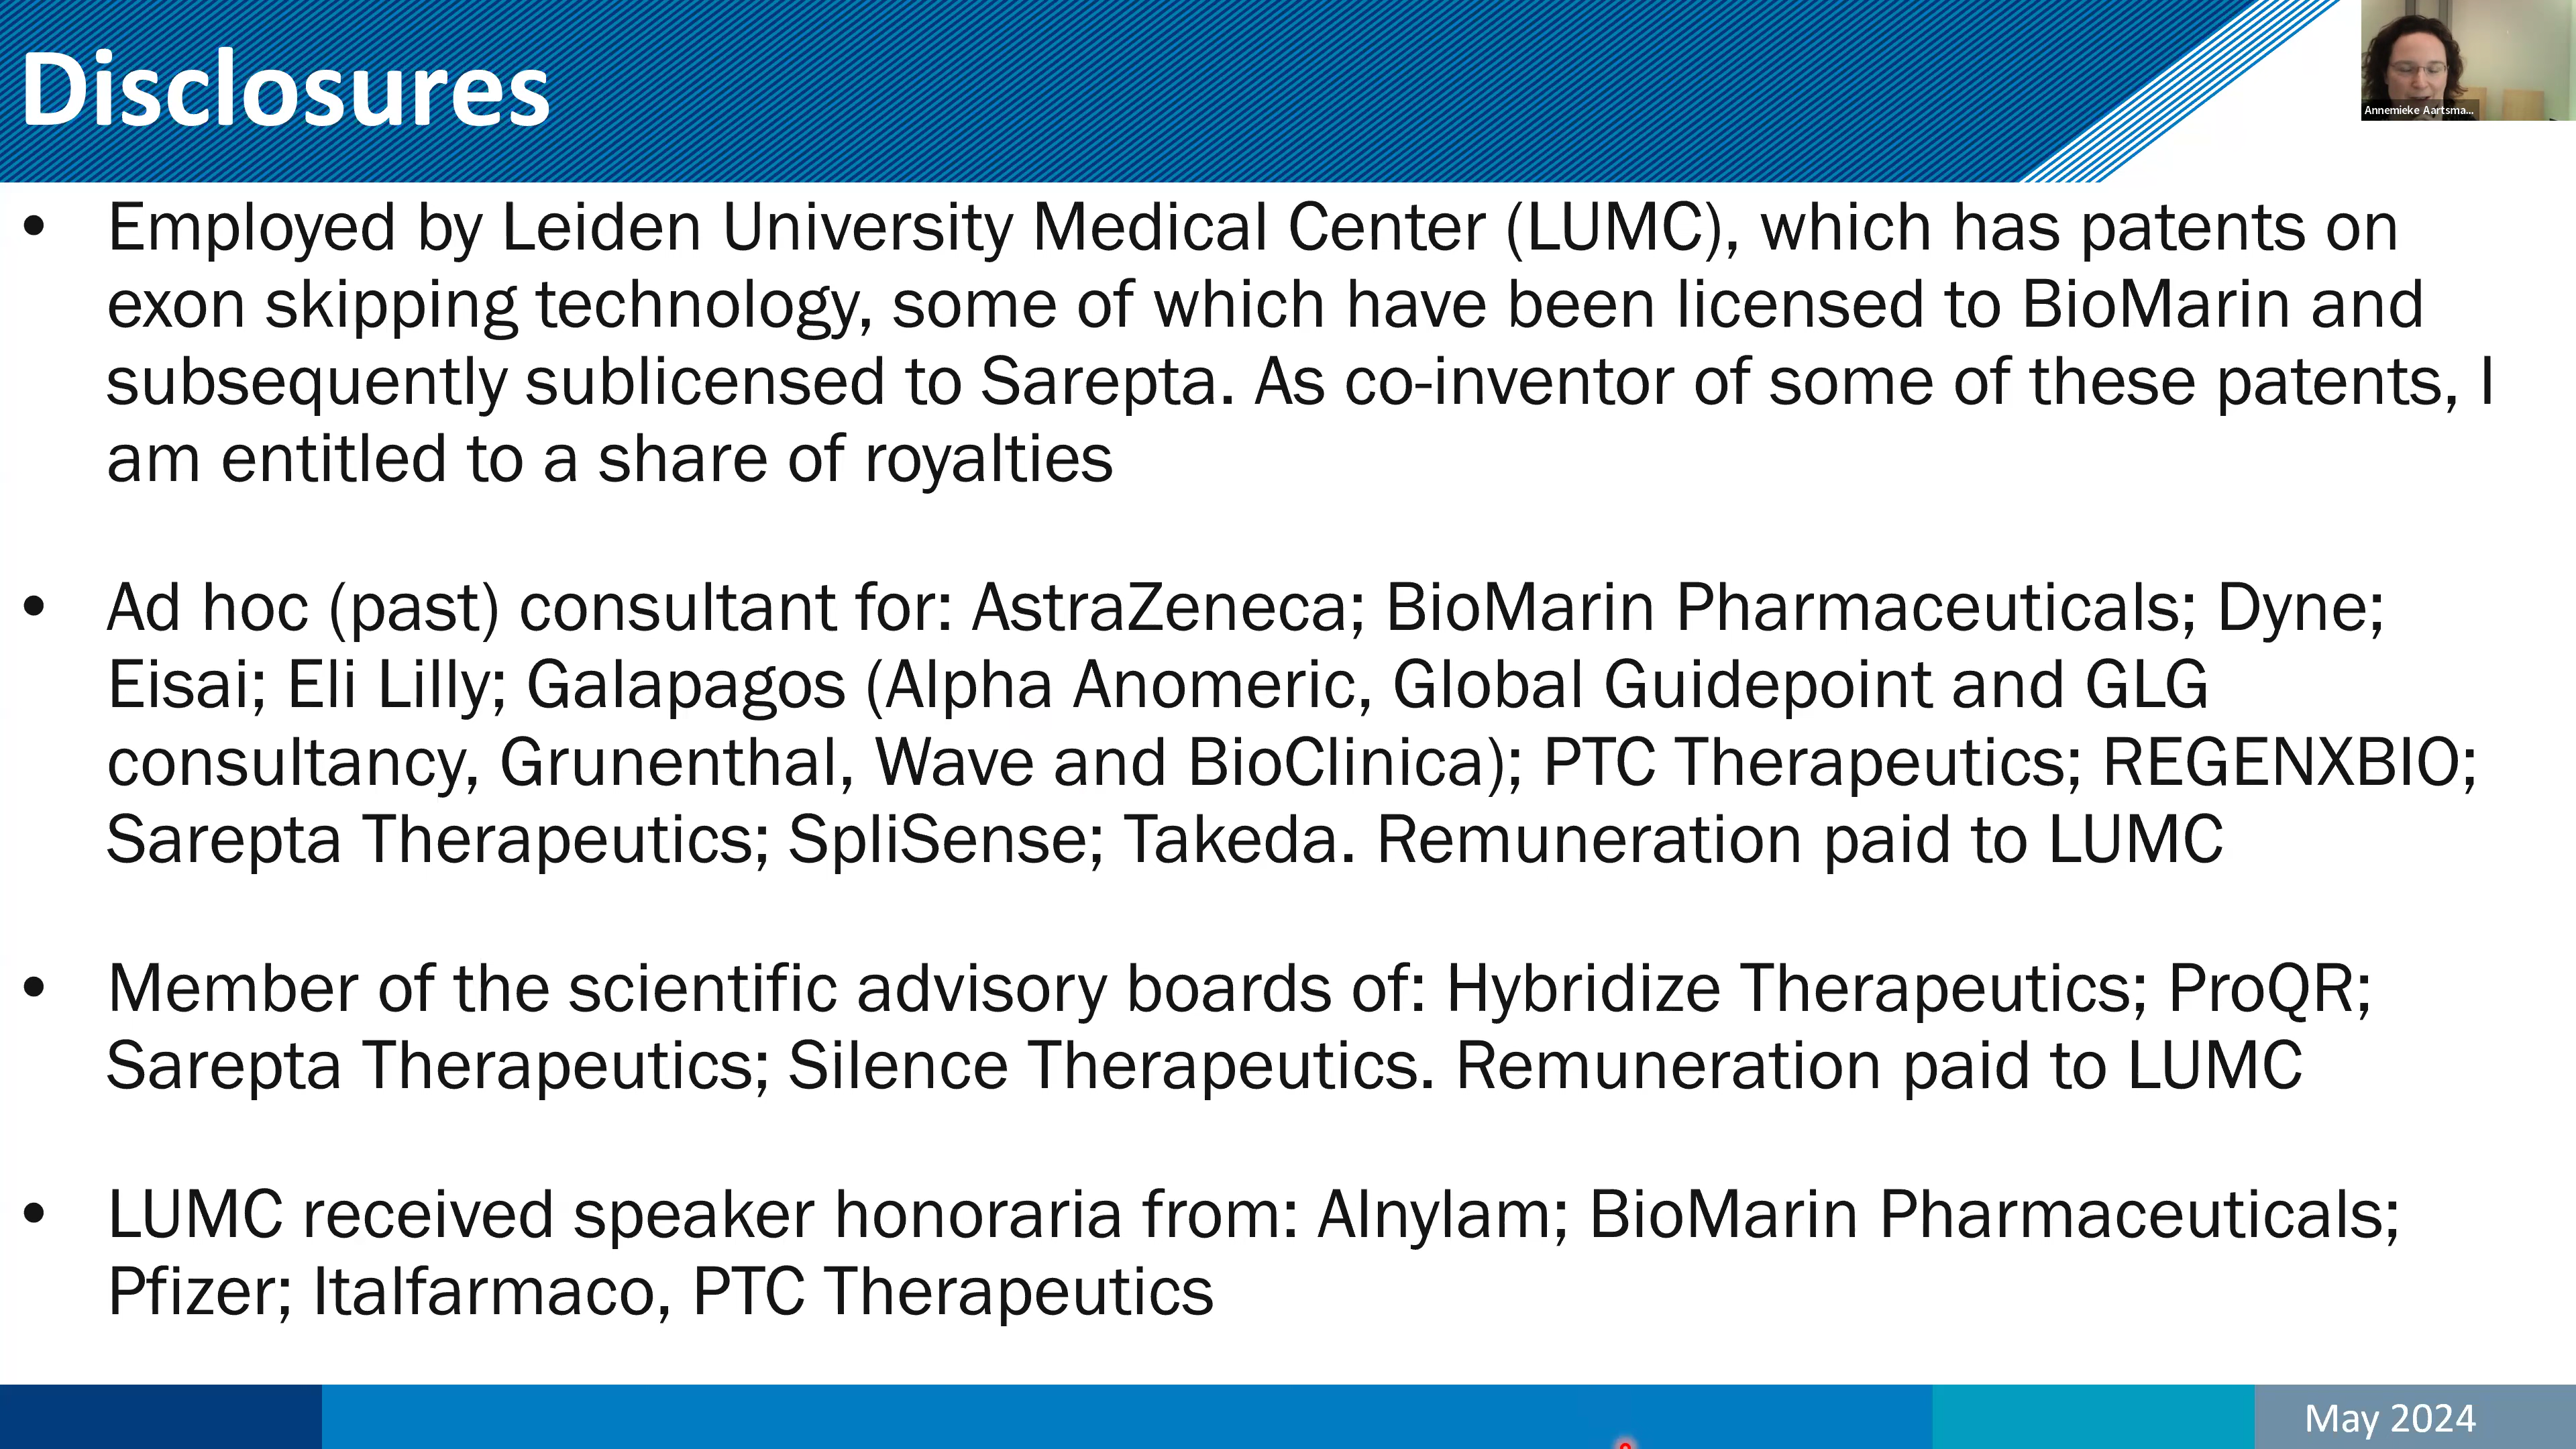 Disclosures
Annemieke Aartsma...
• Employed by Leiden University Medical Center (LUMC), which has patents on
exon skipping technology, some of which have been licensed to BioMarin and
subsequently sublicensed to Sarepta. As co-inventor of some of these patents, I
am entitled to a share of royalties
• Ad hoc (past) consultant for: AstraZeneca; BioMarin Pharmaceuticals; Dyne;
Eisai; Eli Lilly; Galapagos (Alpha Anomeric, Global Guidepoint and GLG
consultancy, Grunenthal, Wave and BioClinica); PTC Therapeutics; REGENXBIO;
Sarepta Therapeutics; SpliSense; Takeda. Remuneration paid to LUMC
• Member of the scientific advisory boards of: Hybridize Therapeutics; ProQR;
Sarepta Therapeutics; Silence Therapeutics. Remuneration paid to LUMC
• LUMC received speaker honoraria from: Alnylam; BioMarin Pharmaceuticals;
Pfizer; Italfarmaco, PTC Therapeutics
May 2024